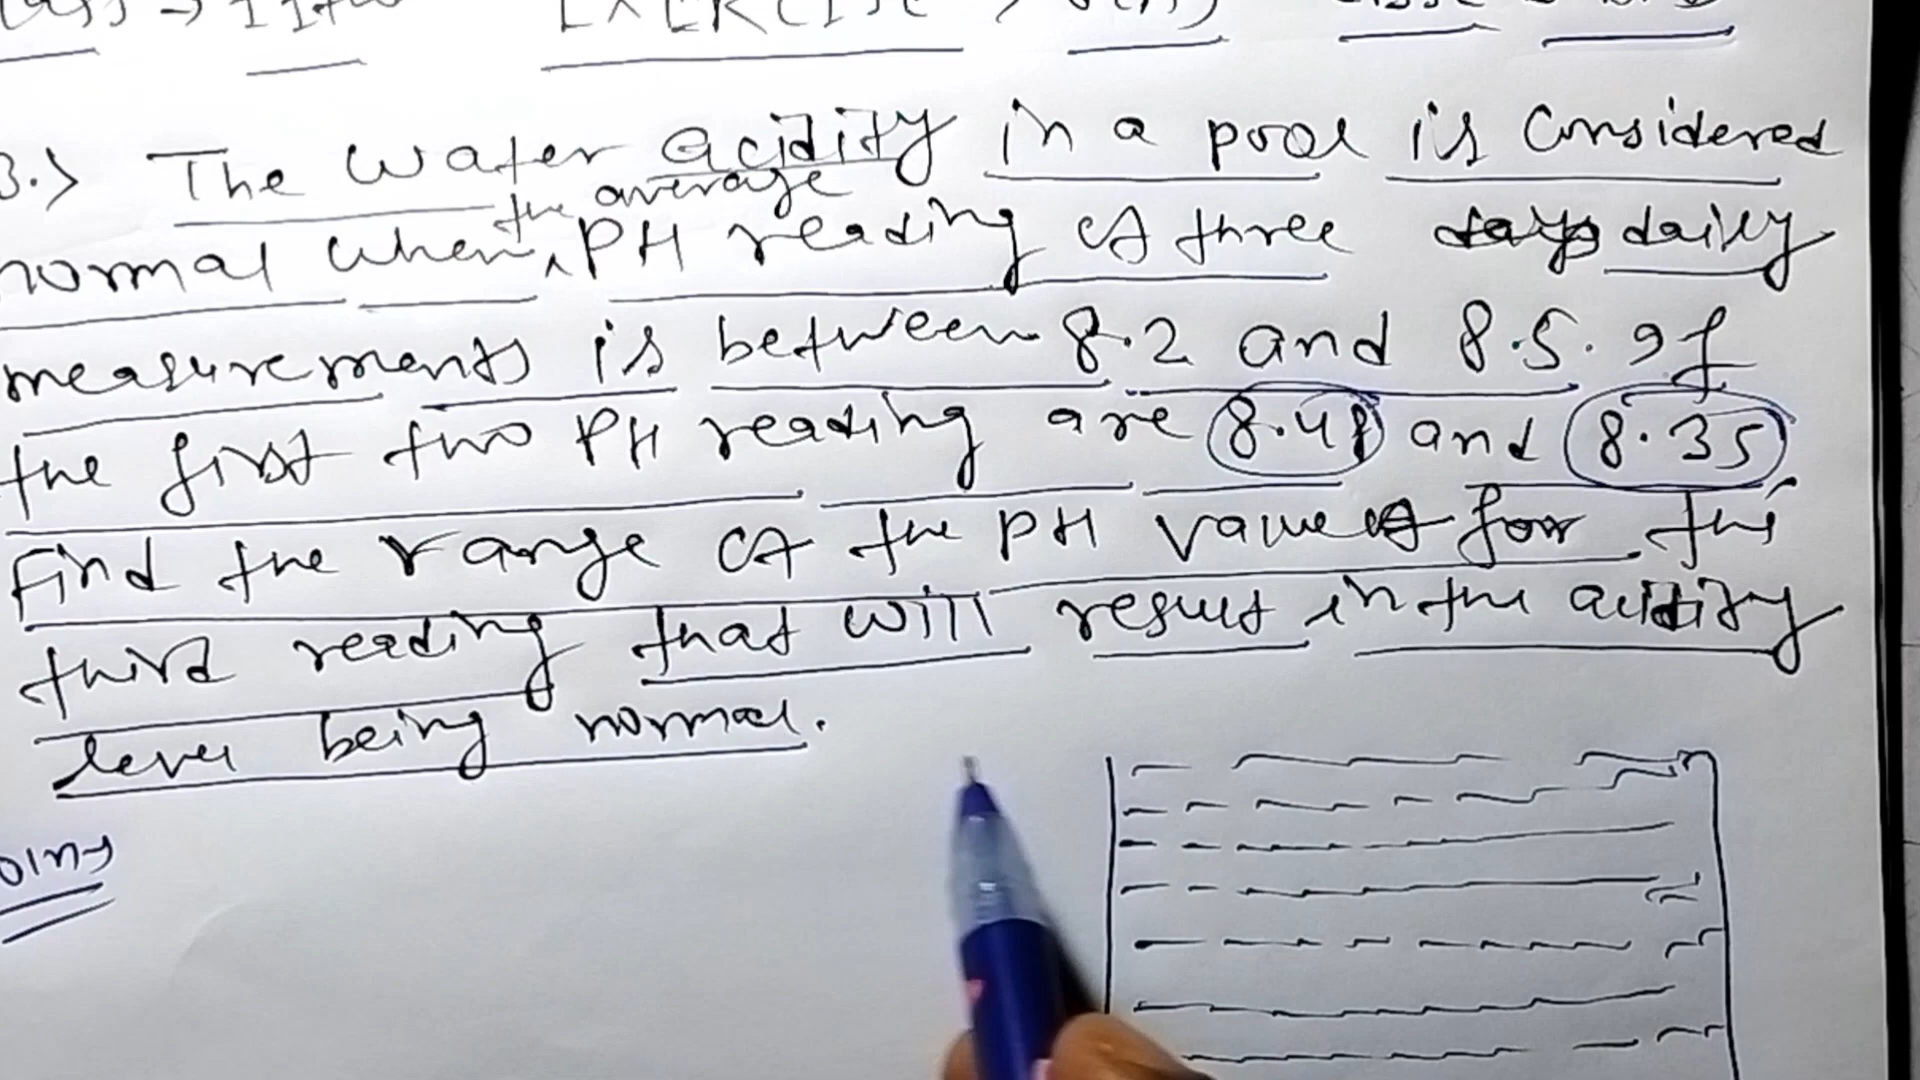 EXERCISE
3.> The water acidity in a pool is considered
the average
normal when ^ PH reading of three days daily
measurements is between 8.2 and 8.5. If
the first two PH reading are 8.48 and 8.35
Find the range of the PH value for the
third reading that will result in the acidity
level being normal.